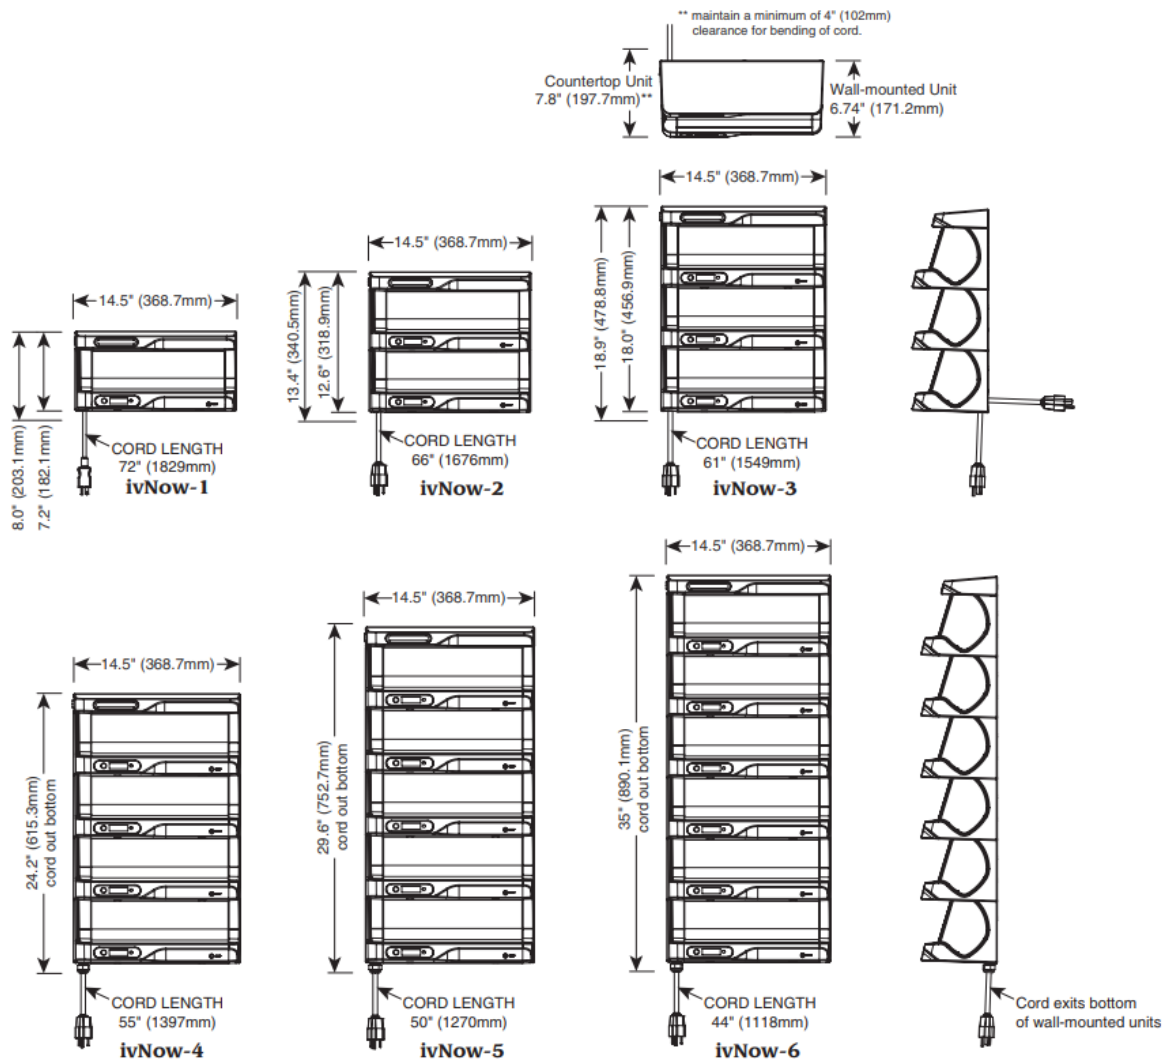 ** maintain a minimum of 4" (102mm)
clearance for bending of cord.
Countertop Unit
7.8" (197.7mm)**
Wall-mounted Unit
6.74" (171.2mm)
14.5" (368.7mm)
8.0" (203.1mm)
7.2" (182.1mm)
CORD LENGTH
72" (1829mm)
ivNow-1
14.5" (368.7mm)
13.4" (340.5mm)
12.6" (318.9mm)
CORD LENGTH
66" (1676mm)
ivNow-2
14.5" (368.7mm)
18.9" (478.8mm)
18.0" (456.9mm)
CORD LENGTH
61" (1549mm)
ivNow-3
14.5" (368.7mm)
24.2" (615.3mm)
cord out bottom
CORD LENGTH
55" (1397mm)
ivNow-4
14.5" (368.7mm)
29.6" (752.7mm)
cord out bottom
CORD LENGTH
50" (1270mm)
ivNow-5
14.5" (368.7mm)
35" (890.1mm)
cord out bottom
CORD LENGTH
44" (1118mm)
ivNow-6
Cord exits bottom
of wall-mounted units